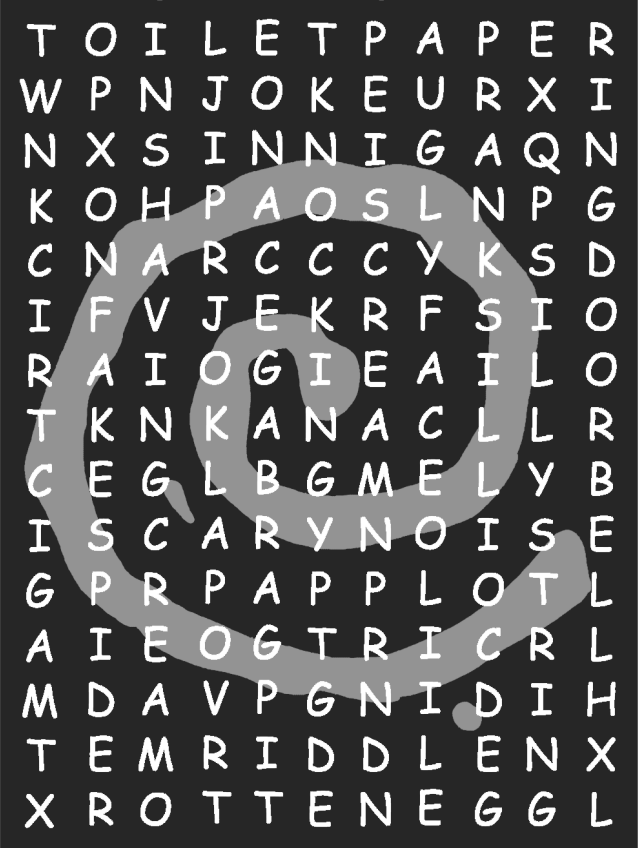 T O I L E T P A P E R
W P N J O K E U R X I
N X S I N N I G A Q N
K O H P A O S L N P G
C N A R C C C Y K S D
I F V J E K R F S I O
R A I O G I E A I L O
T K N K A N A C L L R
C E G L B G M E L Y B
I S C A R Y N O I S E
G P R P A P P L O T L
A I E O G T R I C R L
M D A V P G N I D I H
T E M R I D D L E N X
X R O T T E N E G G L